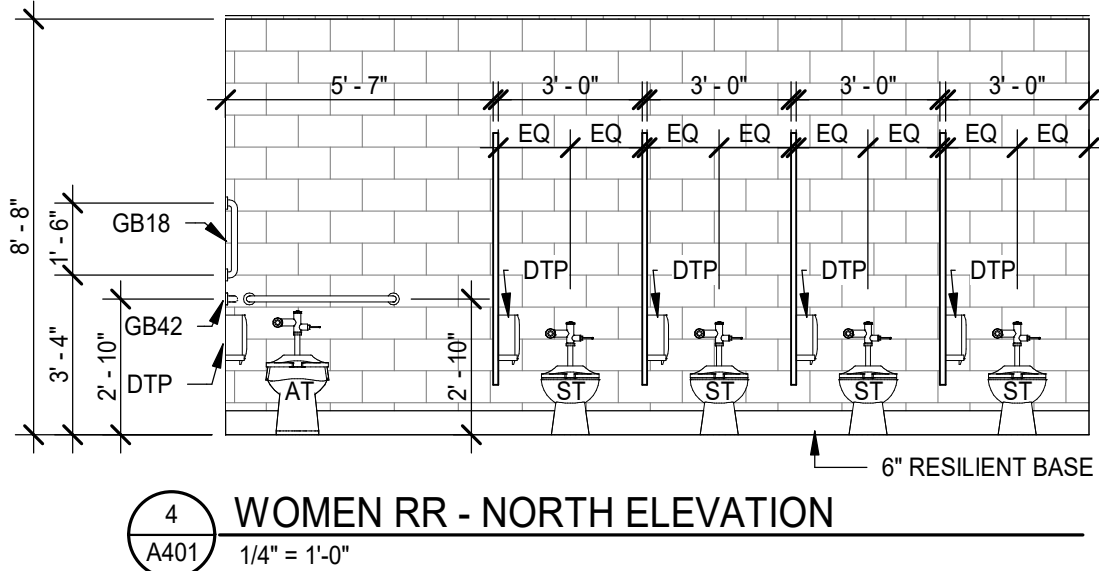 5' - 7" 3' - 0" 3' - 0" 3' - 0" 3' - 0"
EQ EQ EQ EQ EQ EQ EQ EQ
8' - 8"
1' - 6"
3' - 4"
2' - 10"
GB18
GB42
DTP
2' - 10"
DTP DTP DTP DTP
AT ST ST ST ST
6" RESILIENT BASE
4
A401
WOMEN RR - NORTH ELEVATION
1/4" = 1'-0"